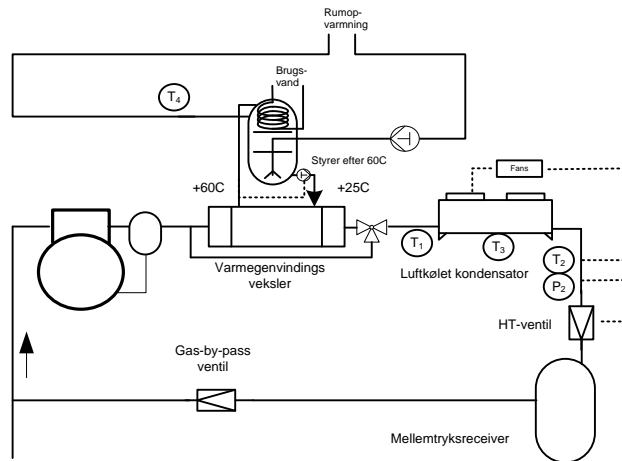 Rumop-
varmning
Brugs-
vand
T4
Styrer efter 60C
+60C
+25C
Fans
T1
T3
T2
P2
Varmegenvindings
veksler
Luftkølet kondensator
HT-ventil
Gas-by-pass
ventil
Mellemtryksreceiver